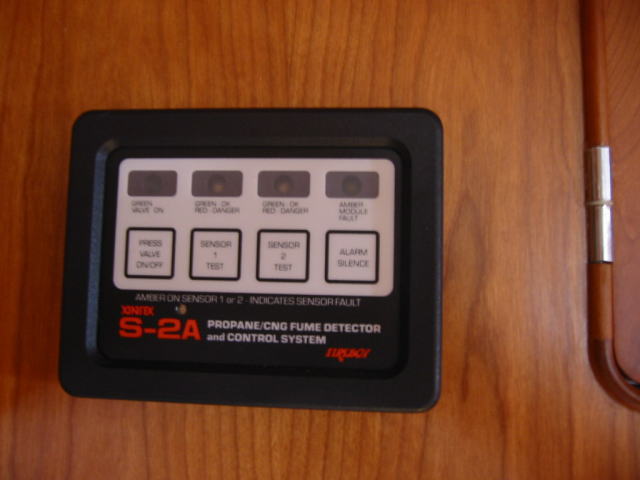 GREEN
VALVE ON
GREEN - OK
RED - DANGER
GREEN - OK
RED - DANGER
AMBER
MODULE
FAULT
PRESS
VALVE
ON/OFF
SENSOR
1
TEST
SENSOR
2
TEST
ALARM
SILENCE
AMBER ON SENSOR 1 or 2 - INDICATES SENSOR FAULT
XINTEX
S-2A
PROPANE/CNG FUME DETECTOR
and CONTROL SYSTEM
FIREBOY